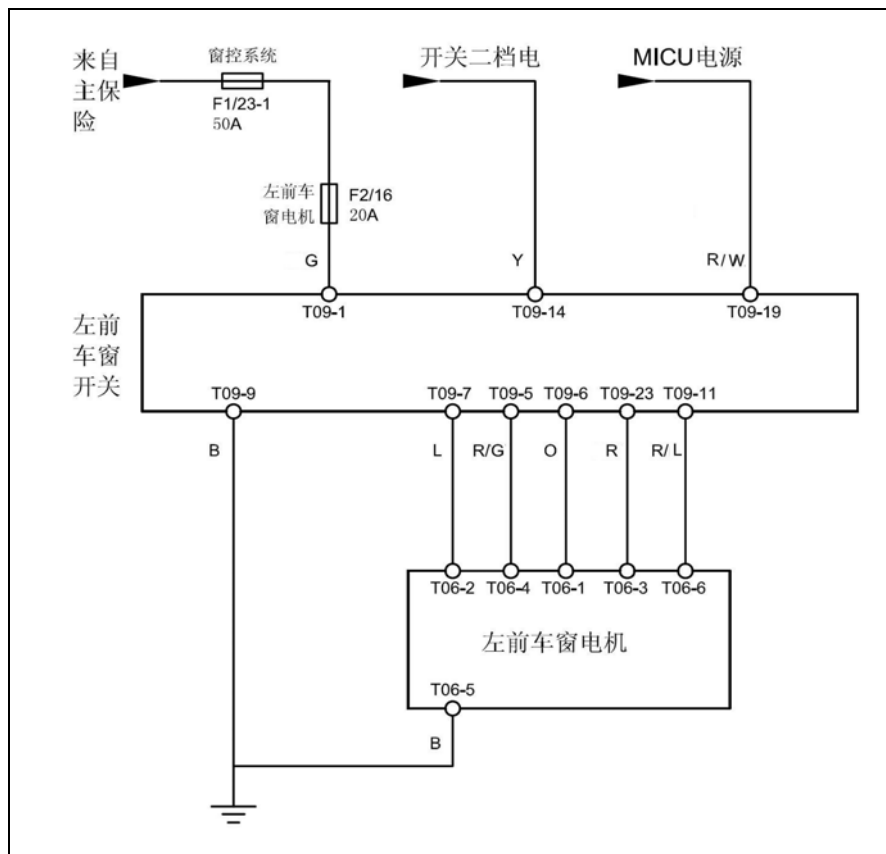 来自
主保
险
窗控系统
F1/23-1
50A
开关二档电
MICU电源
左前车
窗电机
F2/16
20A
G
Y
R/W
T09-1
T09-14
T09-19
左前
车窗
开关
T09-9
T09-7
T09-5
T09-6
T09-23
T09-11
B
L
R/G
O
R
R/L
T06-2
T06-4
T06-1
T06-3
T06-6
左前车窗电机
T06-5
B